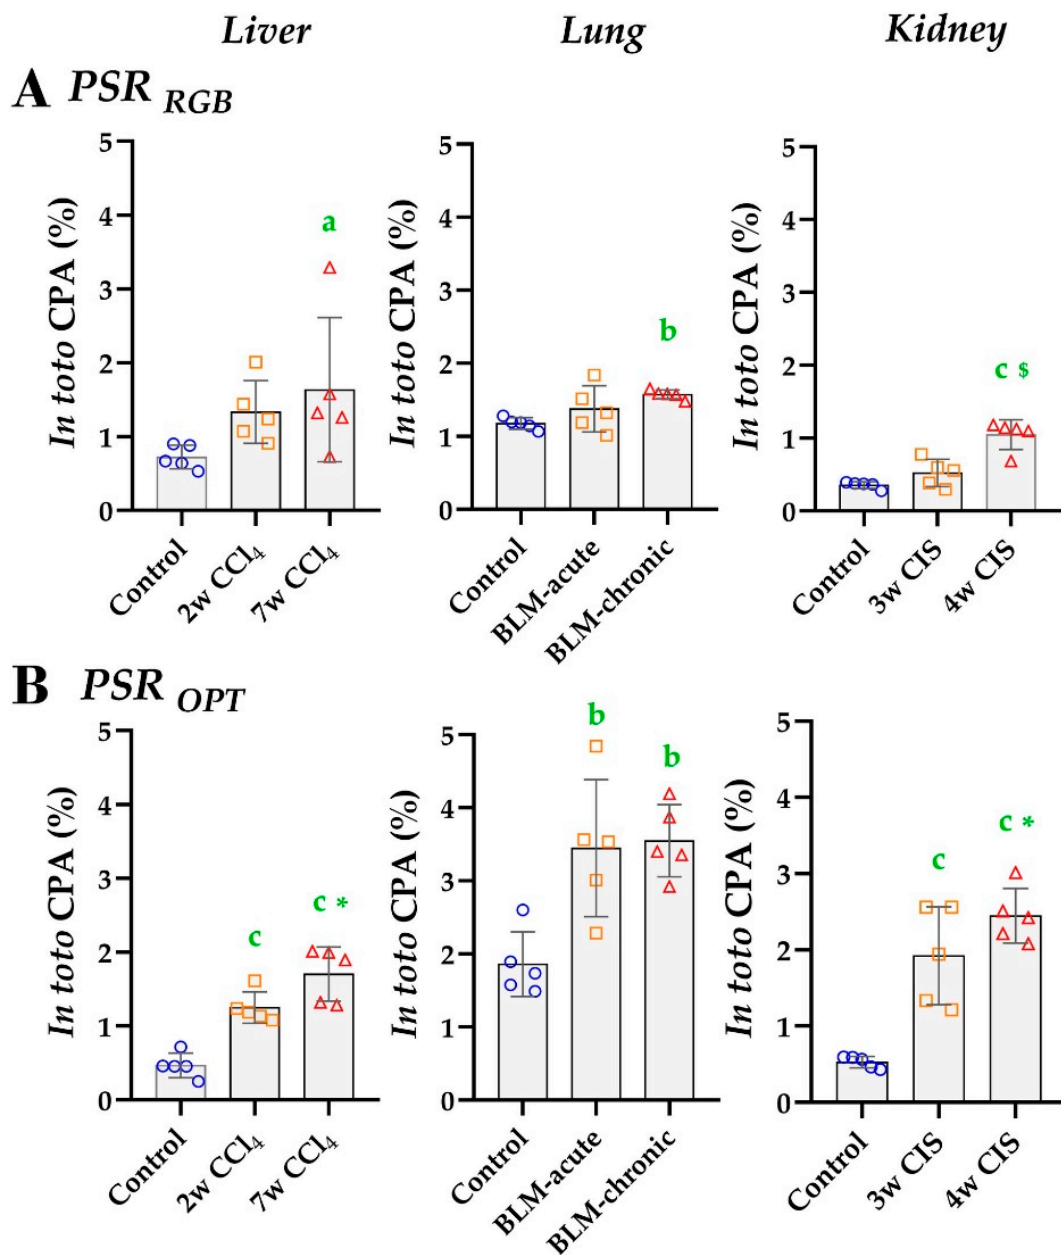 Liver Lung Kidney
A PSR RGB
In toto CPA (%)
5
4
3
2
1
0
a
Control
2w CCl4
7w CCl4
In toto CPA (%)
5
4
3
2
1
0
b
Control
BLM-acute
BLM-chronic
In toto CPA (%)
5
4
3
2
1
0
c $
Control
3w CIS
4w CIS
B PSR OPT
In toto CPA (%)
5
4
3
2
1
0
c
c *
Control
2w CCl4
7w CCl4
In toto CPA (%)
5
4
3
2
1
0
b
b
Control
BLM-acute
BLM-chronic
In toto CPA (%)
5
4
3
2
1
0
c
c *
Control
3w CIS
4w CIS